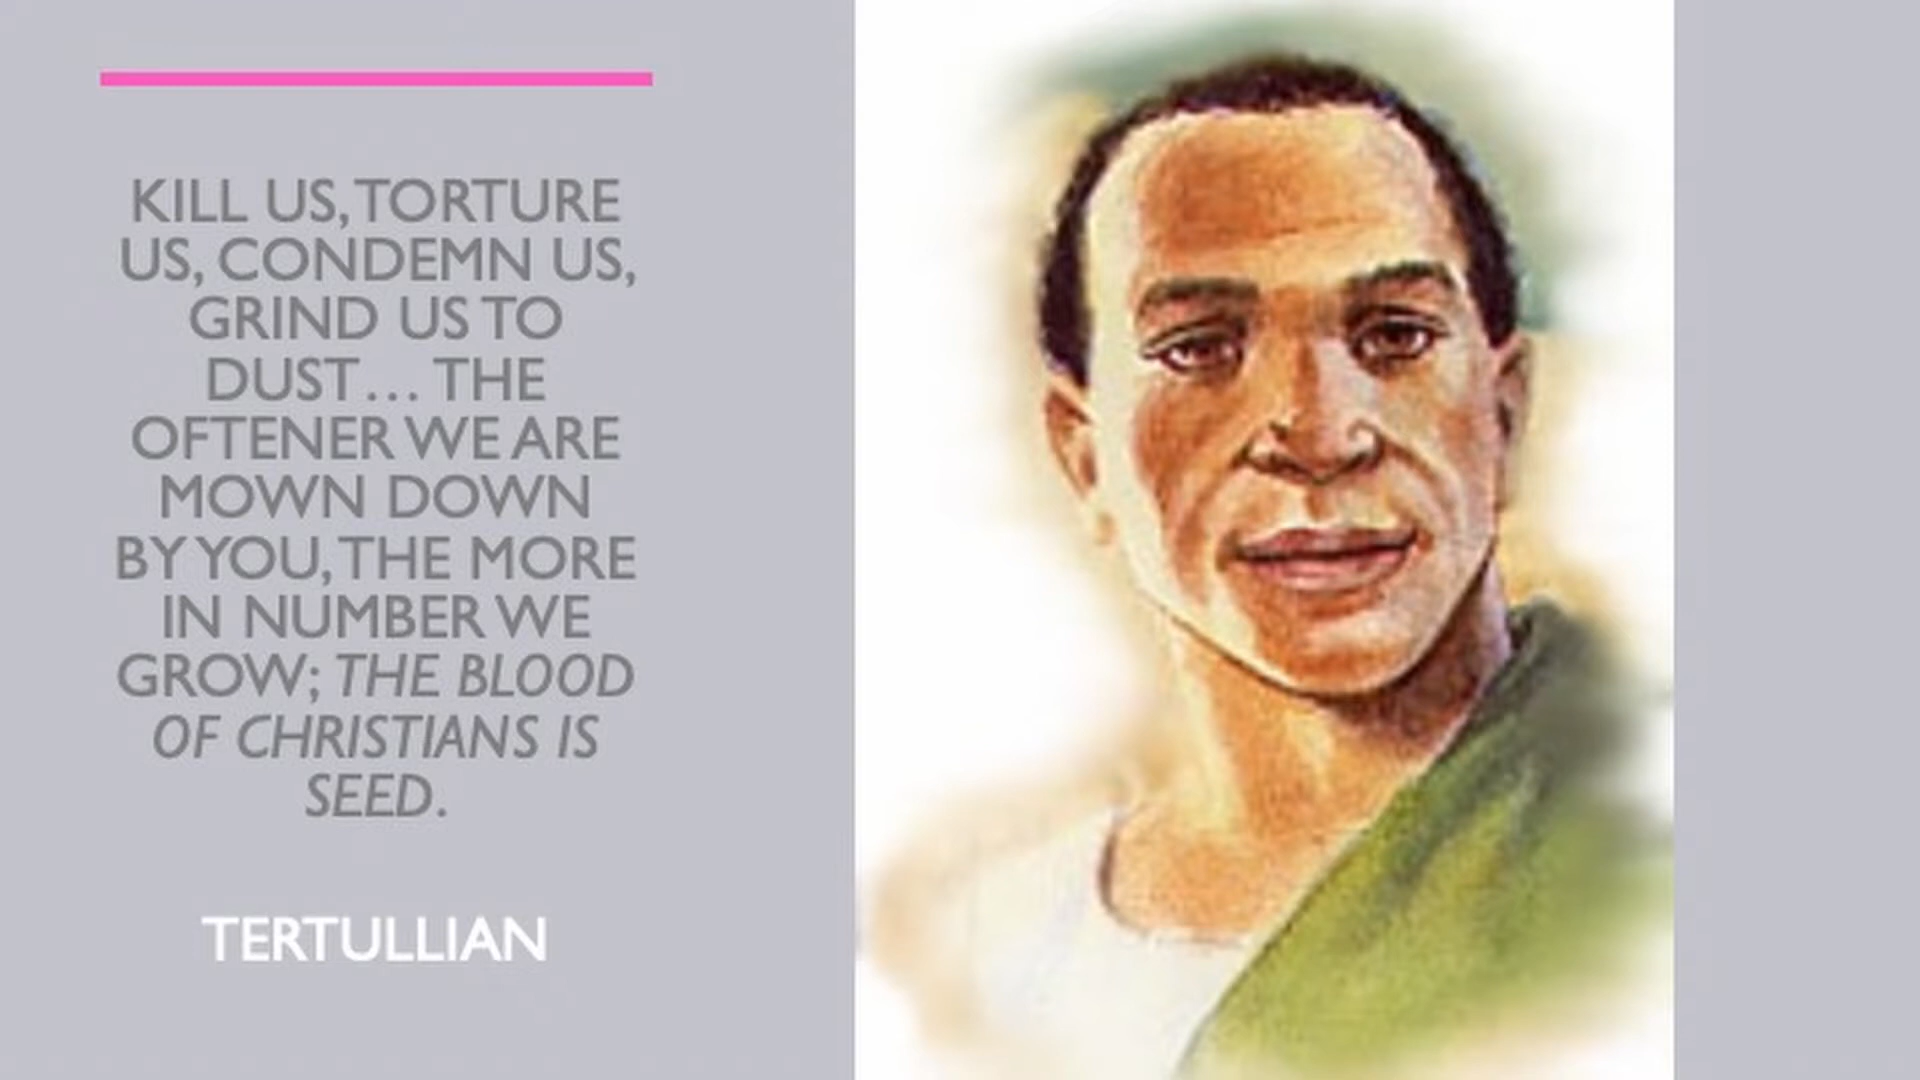 KILL US, TORTURE
US, CONDEMN US,
GRIND US TO
DUST… THE
OFTENER WE ARE
MOWN DOWN
BY YOU, THE MORE
IN NUMBER WE
GROW; THE BLOOD
OF CHRISTIANS IS
SEED.
TERTULLIAN